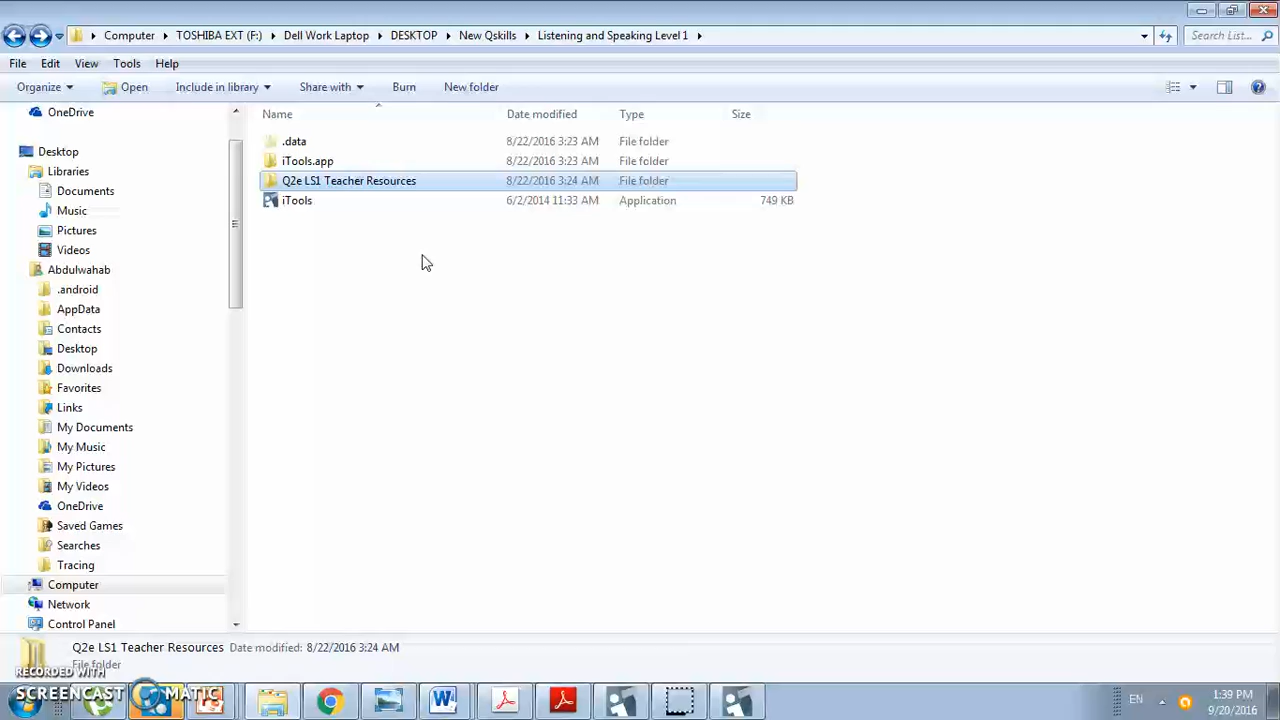 Computer TOSHIBA EXT (F:) Dell Work Laptop DESKTOP New Qskills Listening and Speaking Level 1 Search List...
File Edit View Tools Help
Organize Open Include in library Share with Burn New folder
Name Date modified Type Size
.data 8/22/2016 3:23 AM File folder
iTools.app 8/22/2016 3:23 AM File folder
Q2e LS1 Teacher Resources 8/22/2016 3:24 AM File folder
iTools 6/2/2014 11:33 AM Application 749 KB
OneDrive
Desktop
Libraries
Documents
Music
Pictures
Videos
Abdulwahab
.android
AppData
Contacts
Desktop
Downloads
Favorites
Links
My Documents
My Music
My Pictures
My Videos
OneDrive
Saved Games
Searches
Tracing
Computer
Network
Control Panel
Q2e LS1 Teacher Resources Date modified: 8/22/2016 3:24 AM
File folder
RECORDED WITH
SCREENCAST MATIC
EN 1:39 PM
9/20/2016